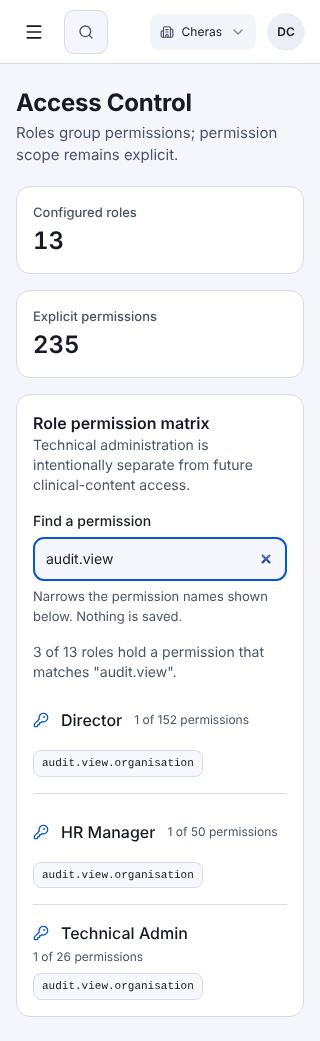 Cheras
DC
Access Control
Roles group permissions; permission
scope remains explicit.
Configured roles
13
Explicit permissions
235
Role permission matrix
Technical administration is
intentionally separate from future
clinical-content access.
Find a permission
audit.view
Narrows the permission names shown
below. Nothing is saved.
3 of 13 roles hold a permission that
matches "audit.view".
Director 1 of 152 permissions
audit.view.organisation
HR Manager 1 of 50 permissions
audit.view.organisation
Technical Admin
1 of 26 permissions
audit.view.organisation